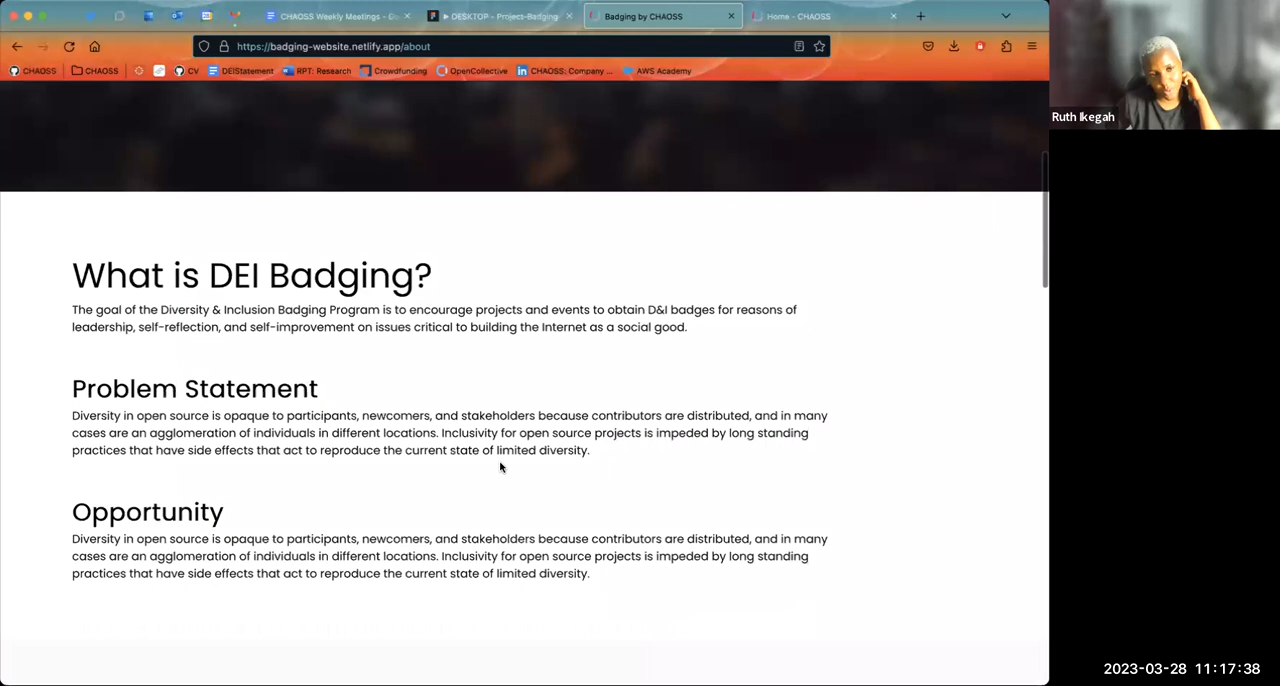 CHAOSS Weekly Meetings - Go
DESKTOP - Project-Badging
Badging by CHAOSS
Home - CHAOSS
https://badging-website.netlify.app/about
CHAOSS
CHAOSS
CV
DEIStatement
RPT: Research
Crowdfunding
OpenCollective
CHAOSS: Company ...
AWS Academy
Ruth Ikegah
What is DEI Badging?
The goal of the Diversity & Inclusion Badging Program is to encourage projects and events to obtain D&I badges for reasons of
leadership, self-reflection, and self-improvement on issues critical to building the Internet as a social good.
Problem Statement
Diversity in open source is opaque to participants, newcomers, and stakeholders because contributors are distributed, and in many
cases are an agglomeration of individuals in different locations. Inclusivity for open source projects is impeded by long standing
practices that have side effects that act to reproduce the current state of limited diversity.
Opportunity
Diversity in open source is opaque to participants, newcomers, and stakeholders because contributors are distributed, and in many
cases are an agglomeration of individuals in different locations. Inclusivity for open source projects is impeded by long standing
practices that have side effects that act to reproduce the current state of limited diversity.
2023-03-28 11:17:38